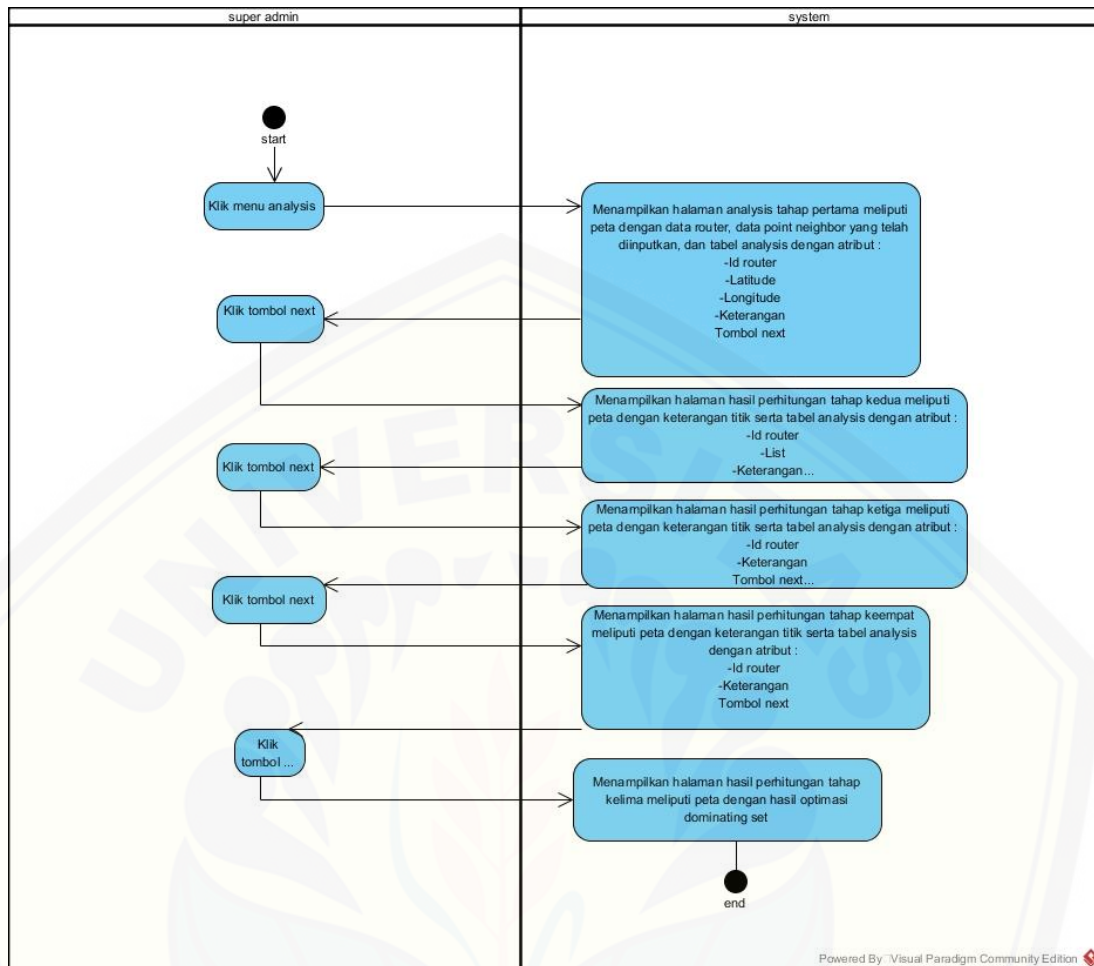 super admin
system
start
Klik menu analysis
Menampilkan halaman analysis tahap pertama meliputi
peta dengan data router, data point neighbor yang telah
diinputkan, dan tabel analysis dengan atribut :
-Id router
-Latitude
-Longitude
-Keterangan
Tombol next
Klik tombol next
Menampilkan halaman hasil perhitungan tahap kedua meliputi
peta dengan keterangan titik serta tabel analysis dengan atribut :
-Id router
-List
-Keterangan...
Klik tombol next
Menampilkan halaman hasil perhitungan tahap ketiga meliputi
peta dengan keterangan titik serta tabel analysis dengan atribut :
-Id router
-Keterangan
Tombol next...
Klik tombol next
Menampilkan halaman hasil perhitungan tahap keempat
meliputi peta dengan keterangan titik serta tabel analysis
dengan atribut :
-Id router
-Keterangan
Tombol next
Klik
tombol ...
Menampilkan halaman hasil perhitungan tahap
kelima meliputi peta dengan hasil optimasi
dominating set
end
UNIVERSITAS
Powered By Visual Paradigm Community Edition